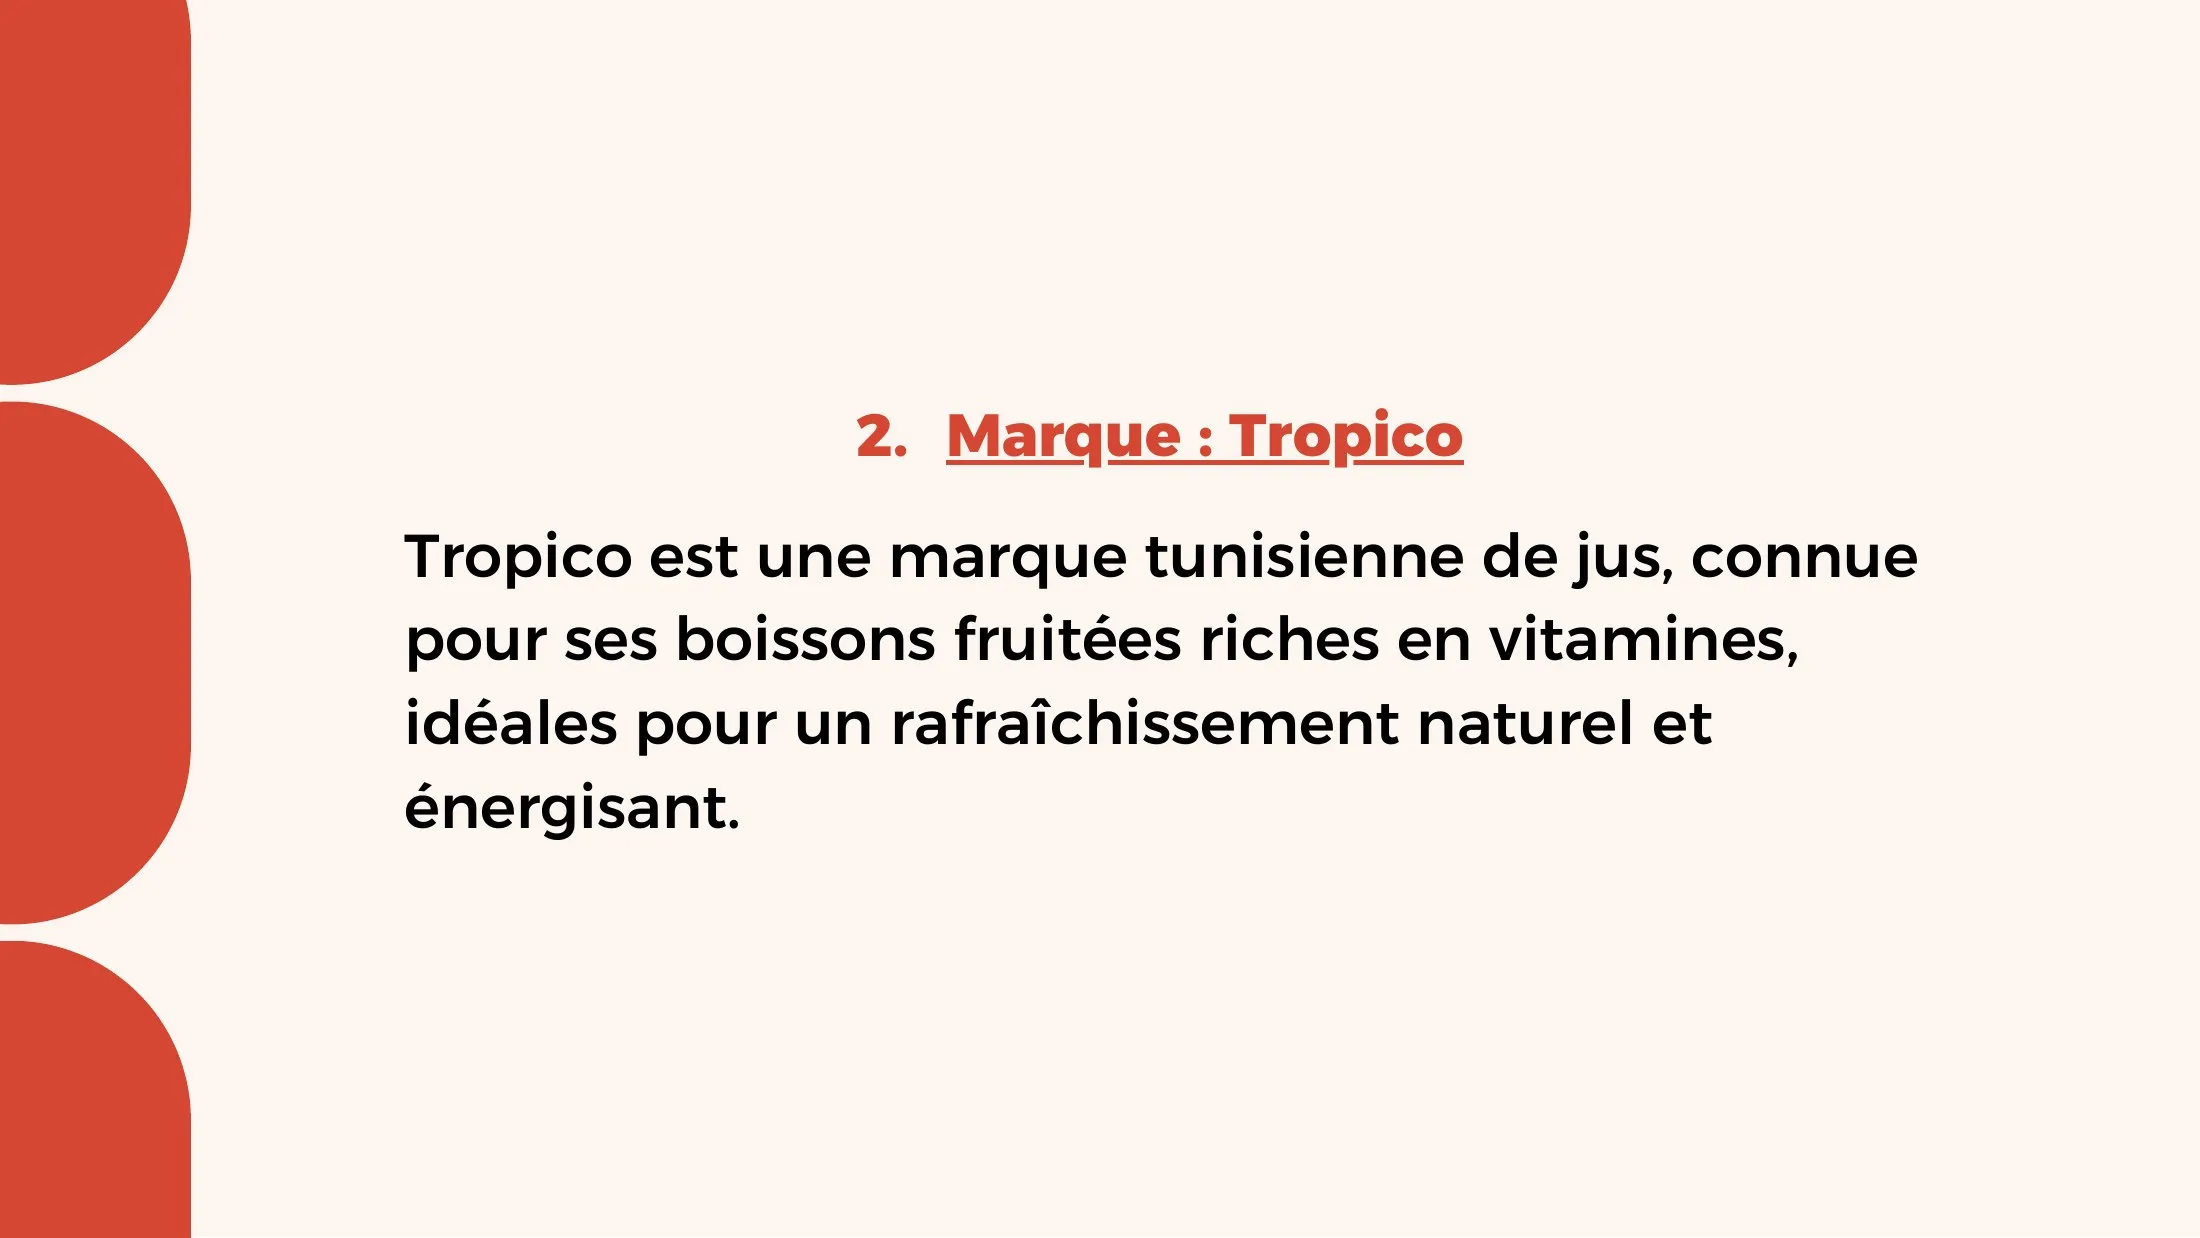 2. Marque : Tropico
Tropico est une marque tunisienne de jus, connue
pour ses boissons fruitées riches en vitamines,
idéales pour un rafraîchissement naturel et
énergisant.